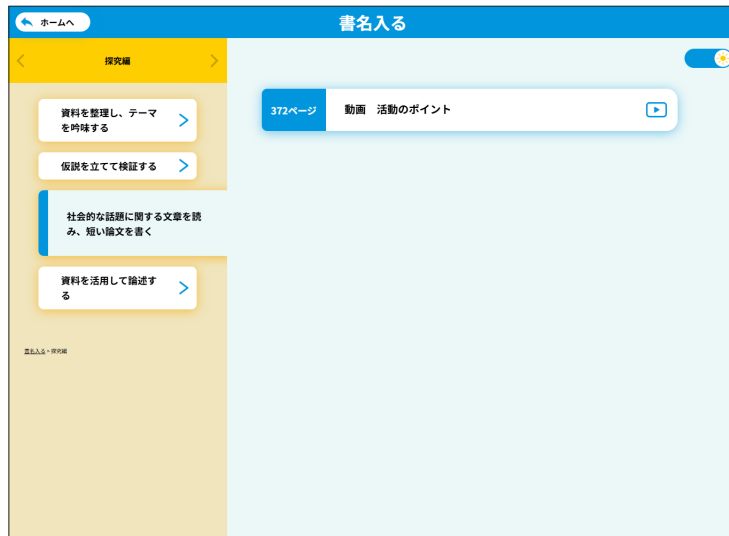 ホームへ
書名入る
探究編
資料を整理し、テーマ
を吟味する
仮説を立てて検証する
社会的な話題に関する文章を読
み、短い論文を書く
資料を活用して論述す
る
書名入る > 探究編
372ページ
動画　活動のポイント